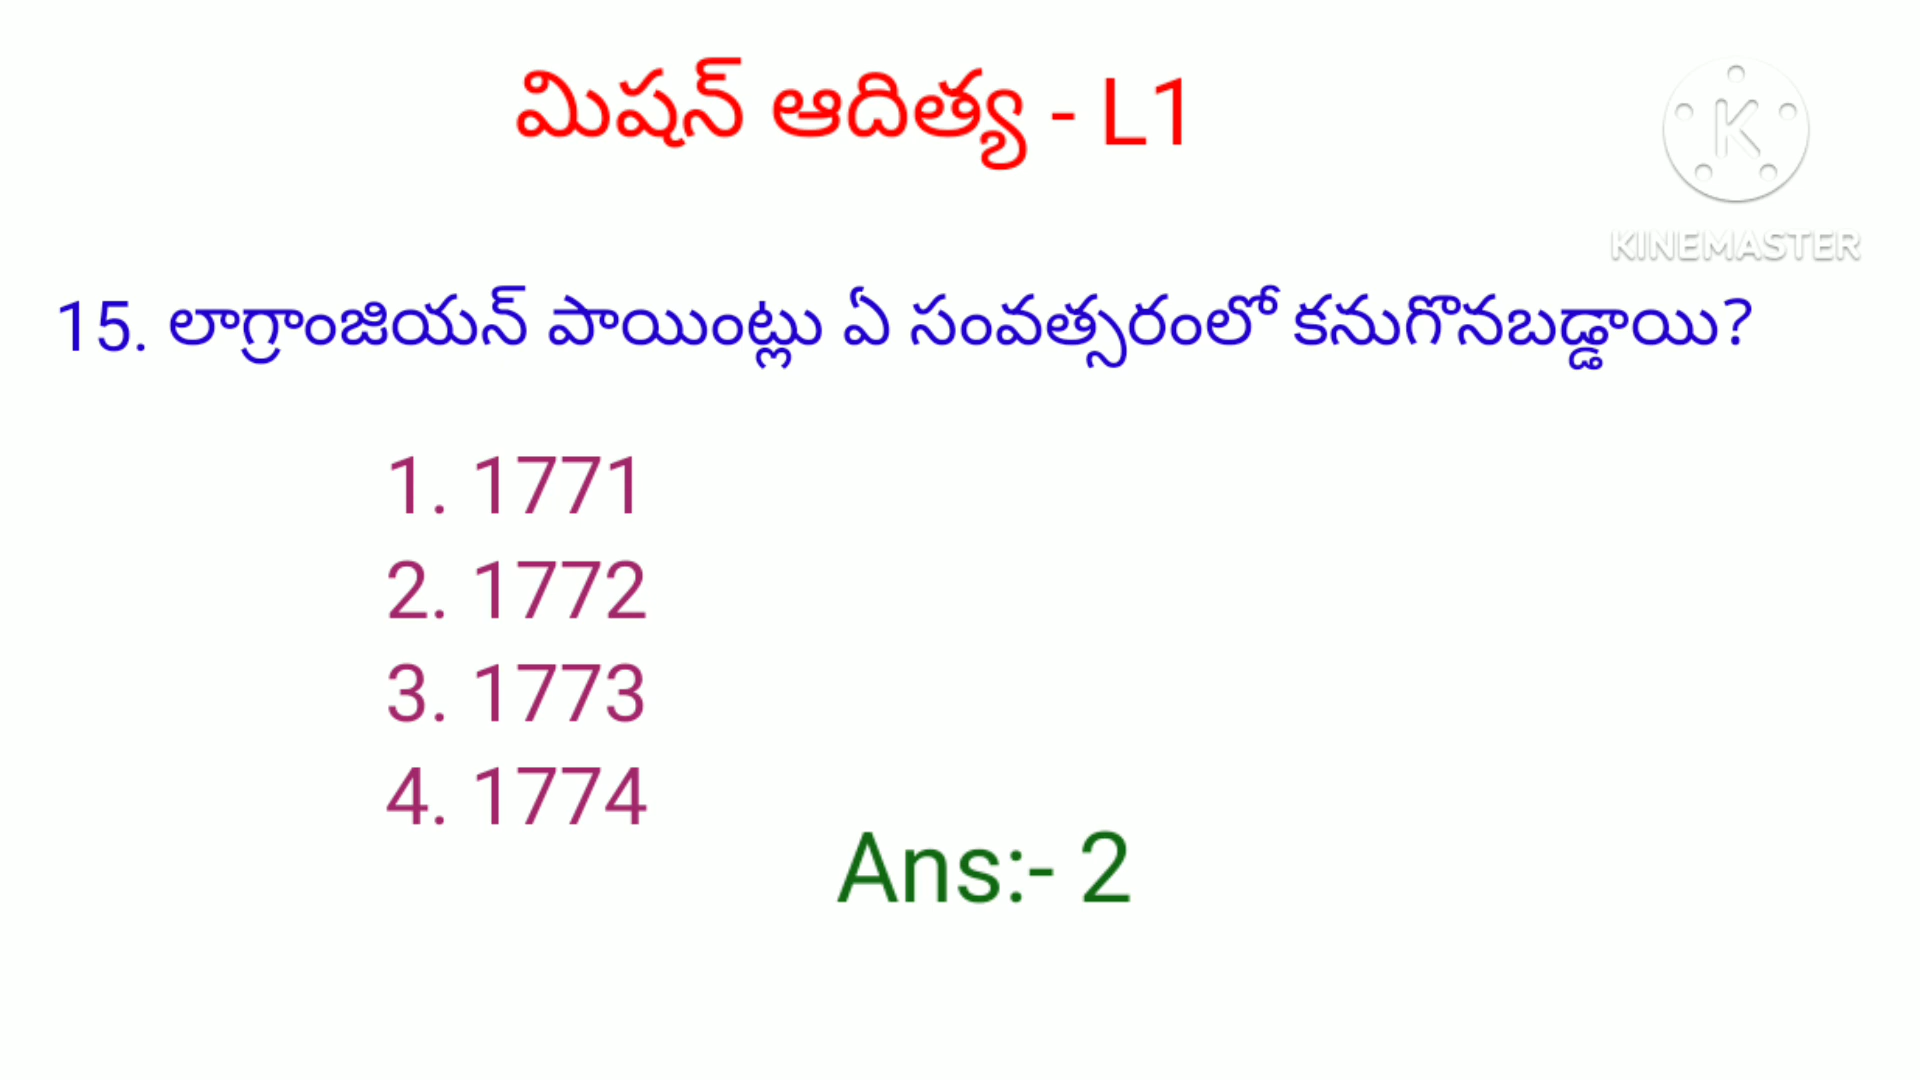 మిషన్ ఆదిత్య - L1
KINEMASTER
15. లాగ్రాంజియన్ పాయింట్లు ఏ సంవత్సరంలో కనుగొనబడ్డాయి?
1. 1771
2. 1772
3. 1773
4. 1774
Ans:- 2